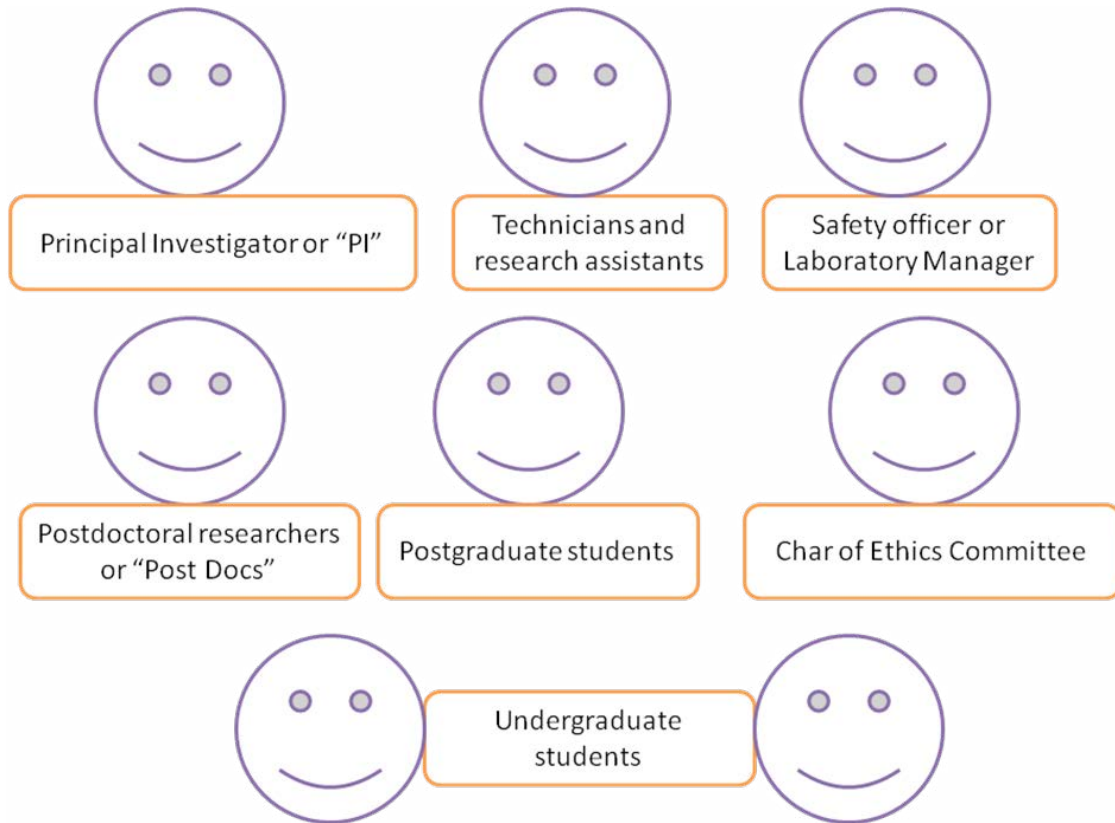 Principal Investigator or “PI”
Technicians and
research assistants
Safety officer or
Laboratory Manager
Postdoctoral researchers
or “Post Docs”
Postgraduate students
Char of Ethics Committee
Undergraduate
students